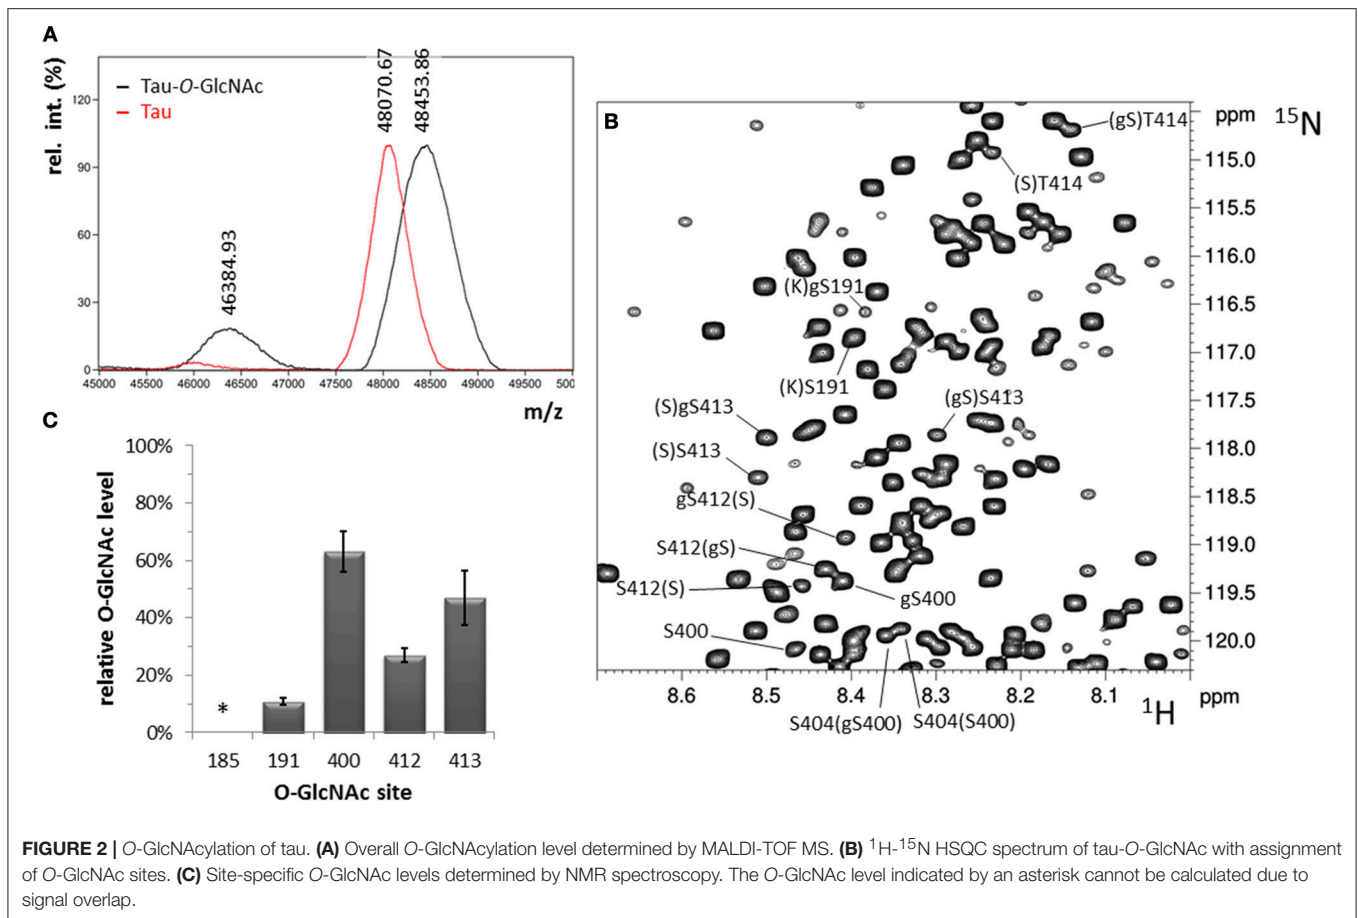 A
rel. int. (%)
120
90
60
30
0
Tau-O-GlcNAc
Tau
46384.93
48070.67
48453.86
45000 45500 46000 46500 47000 47500 48000 48500 49000 49500 5000
m/z
B
ppm 15N
(gS)T414
115.0
(S)T414
115.5
116.0
(K)gS191
116.5
117.0
(K)S191
(gS)S413
117.5
(S)gS413
118.0
(S)S413
118.5
gS412(S)
119.0
S412(gS)
119.5
S412(S)
gS400
S400
120.0
8.6 8.5 8.4 8.3 8.2 8.1 ppm
1H
S404(gS400)
S404(S400)
C
relative O-GlcNAc level
100%
80%
60%
40%
20%
0%
*
185 191 400 412 413
O-GlcNAc site
FIGURE 2 | O-GlcNAcylation of tau. (A) Overall O-GlcNAcylation level determined by MALDI-TOF MS. (B) 1H-15N HSQC spectrum of tau-O-GlcNAc with assignment
of O-GlcNAc sites. (C) Site-specific O-GlcNAc levels determined by NMR spectroscopy. The O-GlcNAc level indicated by an asterisk cannot be calculated due to
signal overlap.